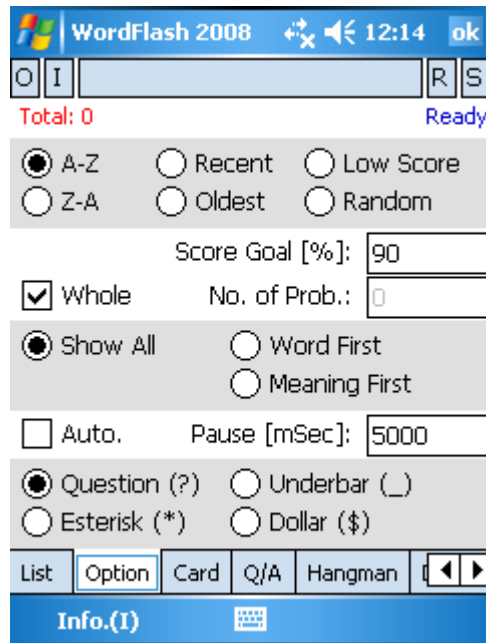 WordFlash 2008 12:14 ok
O I R S
Total: 0 Ready
A-Z Recent Low Score
Z-A Oldest Random
Score Goal [%]: 90
Whole No. of Prob.: 0
Show All Word First
Meaning First
Auto. Pause [mSec]: 5000
Question (?) Underbar (_)
Esterisk (*) Dollar ($)
List Option Card Q/A Hangman
Info.(I)